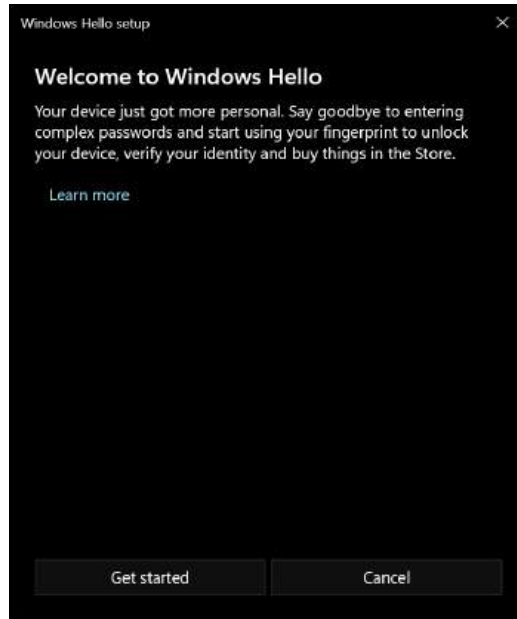 Windows Hello setup
Welcome to Windows Hello
Your device just got more personal. Say goodbye to entering
complex passwords and start using your fingerprint to unlock
your device, verify your identity and buy things in the Store.
Learn more
Get started
Cancel